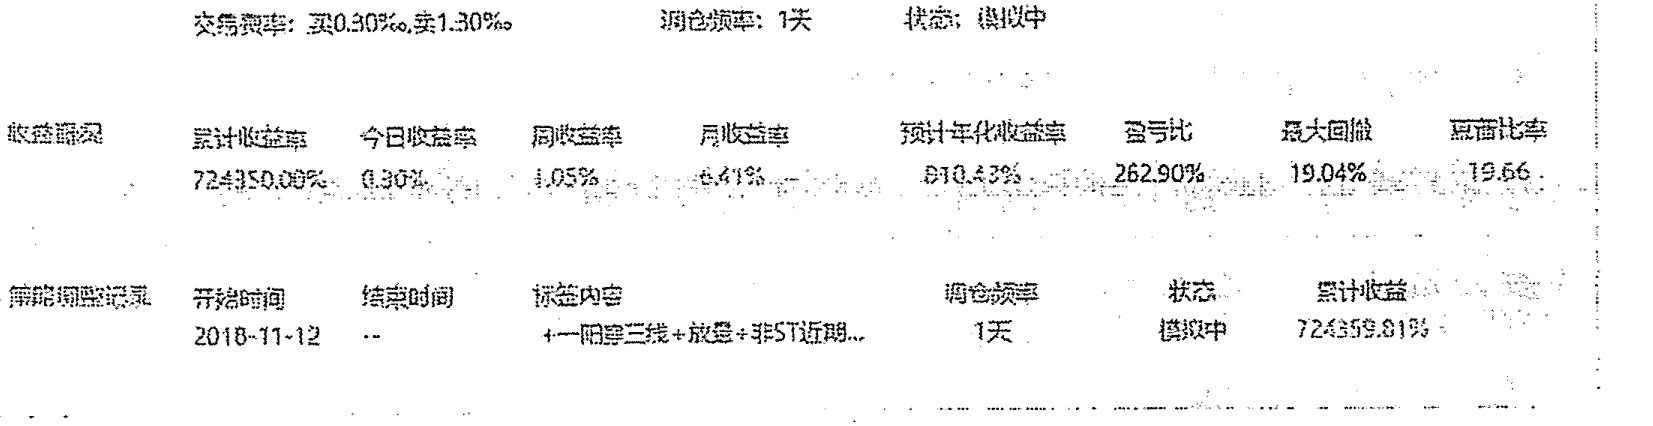 交易费率: 买0.30‰,卖1.30‰ 调仓频率: 1天 状态: 模拟中
收益概况 累计收益率 今日收益率 周收益率 月收益率 预计年化收益率 盈亏比 最大回撤 夏普比率
0.30% 1.05% 6.41% 810.43% 262.90% 19.04% 19.66
策略调整记录 开始时间 结束时间 标签内容 调仓频率 状态 累计收益
2018-11-12 -- +一阳穿三线+放量+非ST近期... 1天 模拟中 724359.81%